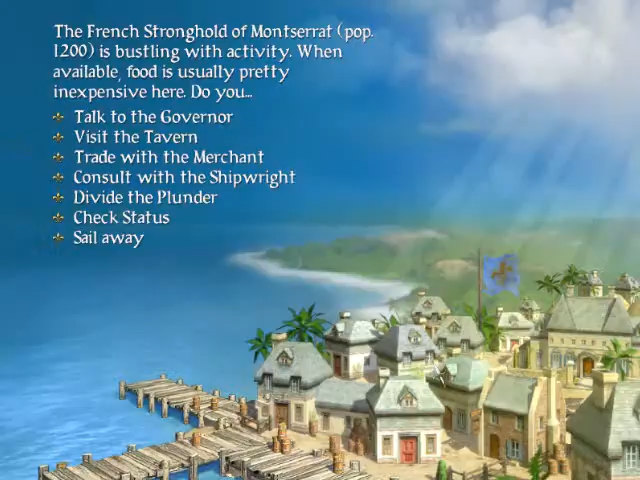 The French Stronghold of Montserrat (pop.
1200) is bustling with activity. When
available, food is usually pretty
inexpensive here. Do you...
Talk to the Governor
Visit the Tavern
Trade with the Merchant
Consult with the Shipwright
Divide the Plunder
Check Status
Sail away